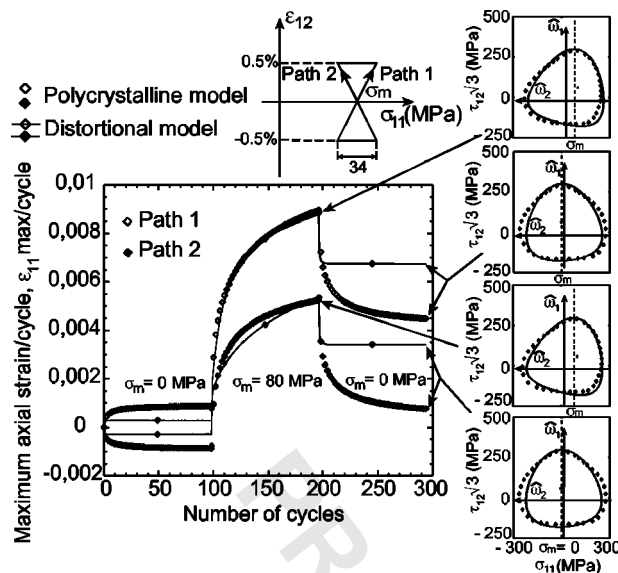 ε12
0.5%
Path 2
Path 1
σm
σ11(MPa)
-0.5%
34
Polycrystalline model
Distortional model
Maximum axial strain/cycle, ε11 max/cycle
0,01
0,008
0,006
0,004
0,002
0
-0,002
Path 1
Path 2
σm= 0 MPa
σm= 80 MPa
σm= 0 MPa
0
50
100
150
200
250
300
Number of cycles
τ12√3 (MPa)
500
250
0
-250
ω̂1
ω̂2
σm
τ12√3 (MPa)
500
250
0
-250
ω̂2
σm
τ12√3 (MPa)
500
250
0
-250
ω̂1
ω̂2
σm
τ12√3 (MPa)
500
250
0
-250
ω̂1
ω̂2
-300
σm=
0
300
σ11(MPa)